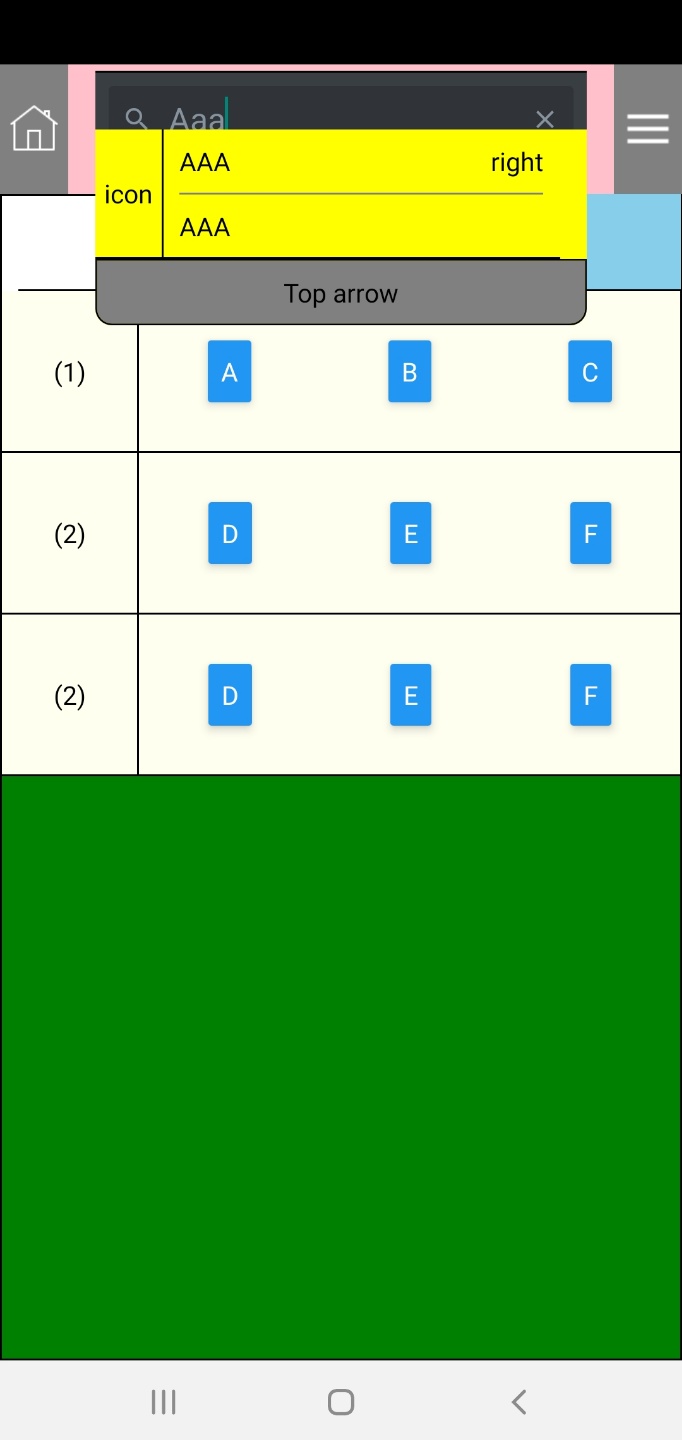 Aaa
AAA right
icon
AAA
Top arrow
(1) A B C
(2) D E F
(2) D E F